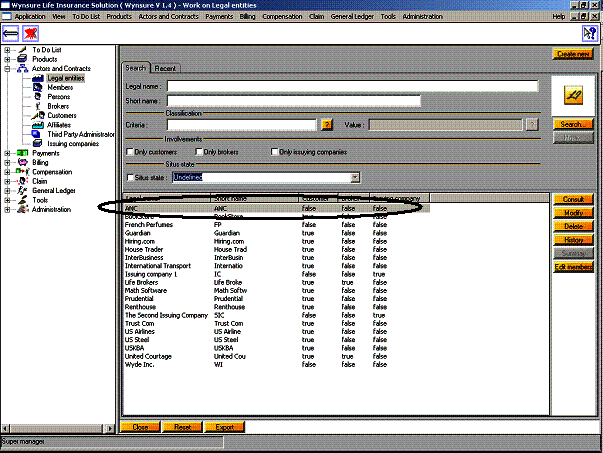 Wynsure Life Insurance Solution ( Wynsure V 1.4 ) - Work on Legal entities
Application View To Do List Products Actors and Contracts Payments Billing Compensation Claim General Ledger Tools Administration Help
To Do List
Products
Actors and Contracts
Legal entities
Members
Persons
Brokers
Customers
Affiliates
Third Party Administrator
Issuing companies
Payments
Billing
Compensation
Claim
General Ledger
Tools
Administration
Create new
Search Recent
Legal name :
Short name :
Classification
Criteria : ? Value : ?
Involvements
Only customers Only brokers Only issuying companies
Situs state
Situs state : Undefined
Search...
Short name Customer
ANC ANC false false false
BookStore BookStore false false
French Perfumes FP false false false
Guardian Guardian true false false
Hiring.com Hiring.com true false false
House Trader House Trad true false false
InterBusiness InterBusin true false false
International Transport Internatio true false false
Issuing company 1 IC false false true
Life Brokers Life Broke true true false
Math Software Math Softw true false false
Prudential Prudential true false false
Renthouse Renthouse true false false
The Second Issuing Company SIC true false true
Trust Com Trust Com true false false
US Airlines US Airline true false false
US Steel US Steel true false false
USKBA USKBA true false false
United Courtage United Cou true true false
Wyde Inc. WI false false false
Consult
Modify
Delete
History
Summary
Edit members
Close Reset Export
Super manager